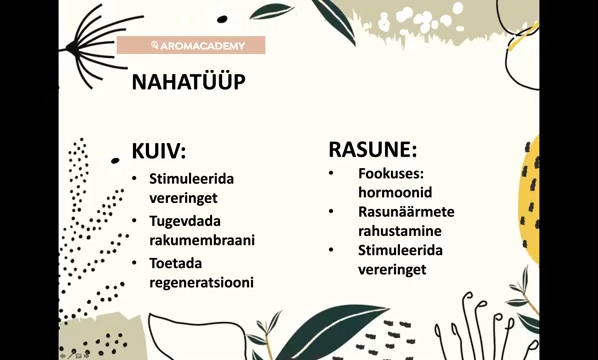 AROMACADEMY
NAHATÜÜP
KUIV:
• Stimuleerida
vereringet
• Tugevdada
rakumembraani
• Toetada
regeneratsiooni
RASUNE:
• Fookuses:
hormoonid
• Rasunäärmete
rahustamine
• Stimuleerida
vereringet